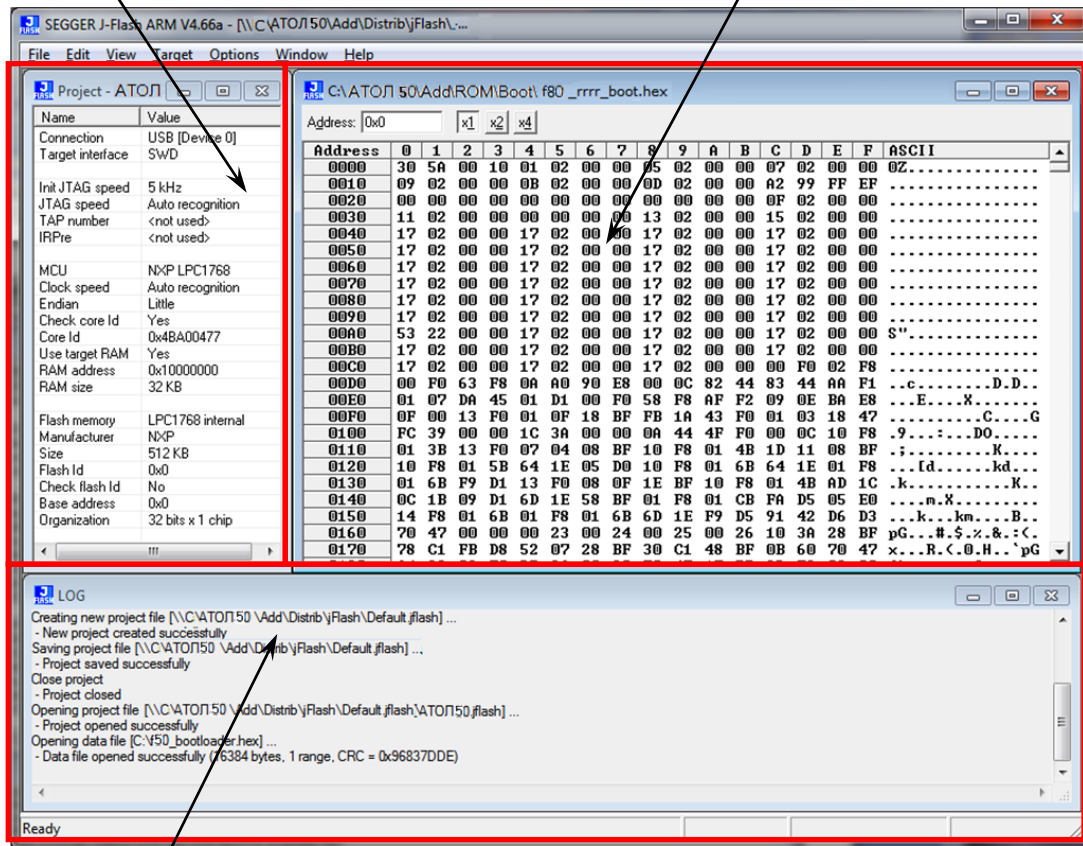 SEGGER J-Flash ARM V4.66a - [\\C\АТОЛ 50\Add\Distrib\jFlash\...
File Edit View Target Options Window Help
Project - АТОЛ
Name Value
Connection USB [Device 0]
Target interface SWD
Init JTAG speed 5 kHz
JTAG speed Auto recognition
TAP number <not used>
IRPre <not used>
MCU NXP LPC1768
Clock speed Auto recognition
Endian Little
Check core Id Yes
Core Id 0x4BA00477
Use target RAM Yes
RAM address 0x10000000
RAM size 32 KB
Flash memory LPC1768 internal
Manufacturer NXP
Size 512 KB
Flash Id 0x0
Check flash Id No
Base address 0x0
Organization 32 bits x 1 chip
C:\АТОЛ 50\Add\ROM\Boot\ f80 _rrrr_boot.hex
Address: 0x0 x1 x2 x4
Address 0 1 2 3 4 5 6 7 8 9 A B C D E F ASCII
0000 30 5A 00 10 01 02 00 00 05 02 00 00 07 02 00 00 0Z..............
0010 09 02 00 00 0B 02 00 00 0D 02 00 00 A2 99 FF EF ................
0020 00 00 00 00 00 00 00 00 00 00 00 00 0F 02 00 00 ................
0030 11 02 00 00 00 00 00 00 13 02 00 00 15 02 00 00 ................
0040 17 02 00 00 17 02 00 00 17 02 00 00 17 02 00 00 ................
0050 17 02 00 00 17 02 00 00 17 02 00 00 17 02 00 00 ................
0060 17 02 00 00 17 02 00 00 17 02 00 00 17 02 00 00 ................
0070 17 02 00 00 17 02 00 00 17 02 00 00 17 02 00 00 ................
0080 17 02 00 00 17 02 00 00 17 02 00 00 17 02 00 00 ................
0090 17 02 00 00 17 02 00 00 17 02 00 00 17 02 00 00 ................
00A0 53 22 00 00 17 02 00 00 17 02 00 00 17 02 00 00 S"..............
00B0 17 02 00 00 17 02 00 00 17 02 00 00 17 02 00 00 ................
00C0 17 02 00 00 17 02 00 00 17 02 00 00 00 F0 02 F8 ................
00D0 00 F0 63 F8 0A A0 90 E8 00 0C 82 44 83 44 AA F1 ..c........D.D..
00E0 01 07 DA 45 01 D1 00 F0 58 F8 AF F2 09 0E BA E8 ...E....X.......
00F0 0F 00 13 F0 01 0F 18 BF FB 1A 43 F0 01 03 18 47 ..........C....G
0100 FC 39 00 00 1C 3A 00 00 0A 44 4F F0 00 0C 10 F8 .9...:...DO.....
0110 01 3B 13 F0 07 04 08 BF 10 F8 01 4B 1D 11 08 BF .;.........K....
0120 10 F8 01 5B 64 1E 05 D0 10 F8 01 6B 64 1E 01 F8 ...[d......kd...
0130 01 6B F9 D1 13 F0 08 0F 1E BF 10 F8 01 4B AD 1C .k...........K..
0140 0C 1B 09 D1 6D 1E 58 BF 01 F8 01 CB FA D5 05 E0 ....m.X.........
0150 14 F8 01 6B 01 F8 01 6B 6D 1E F9 D5 91 42 D6 D3 ...k...km....B..
0160 70 47 00 00 00 23 00 24 00 25 00 26 10 3A 28 BF pG...#.$.%.&.:(.
0170 78 C1 FB D8 52 07 28 BF 30 C1 48 BF 0B 60 70 47 x...R.(.0.H..`pG
LOG
Creating new project file [\\C\АТОЛ 50 \Add\Distrib\jFlash\Default.jflash] ...
- New project created successfully
Saving project file [\\C\АТОЛ50 \Add\Distrib\jFlash\Default.jflash] ...
- Project saved successfully
Close project
- Project closed
Opening project file [\\C\АТОЛ 50 \Add\Distrib\jFlash\Default.jflash\АТОЛ 50.jflash] ...
- Project opened successfully
Opening data file [C:\f50_bootloader.hex] ...
- Data file opened successfully (16384 bytes, 1 range, CRC = 0x96837DDE)
Ready